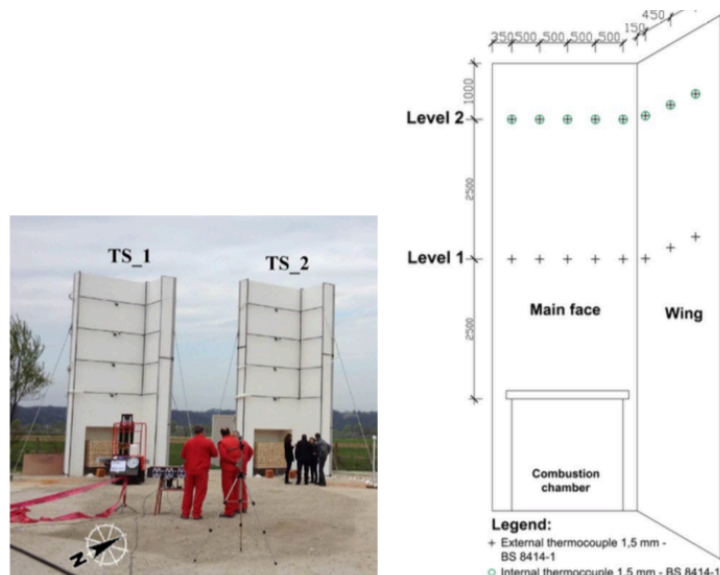 TS_1
TS_2
N
350 500 500 500 500 150 450
1000
Level 2
2500
Level 1
Main face
Wing
2500
Combustion
chamber
Legend:
+ External thermocouple 1,5 mm -
BS 8414-1
Internal thermocouple 1,5 mm - BS 8414-1